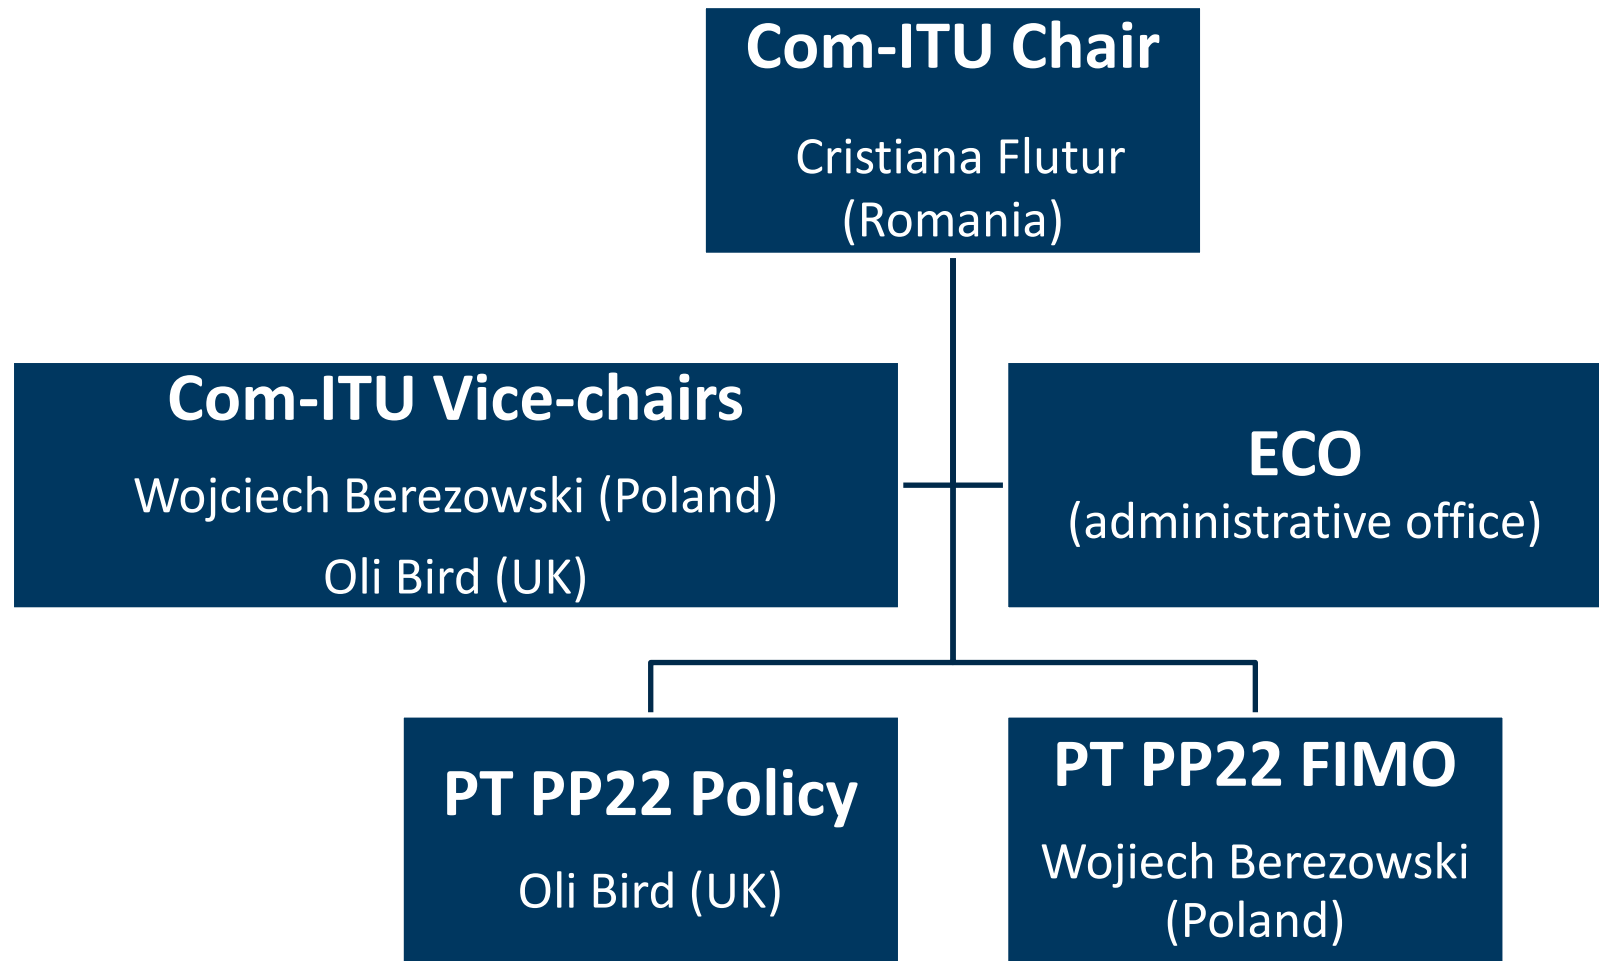 Com-ITU Chair
Cristiana Flutur
(Romania)
Com-ITU Vice-chairs
Wojciech Berezowski (Poland)
Oli Bird (UK)
ECO
(administrative office)
PT PP22 Policy
Oli Bird (UK)
PT PP22 FIMO
Wojiech Berezowski
(Poland)